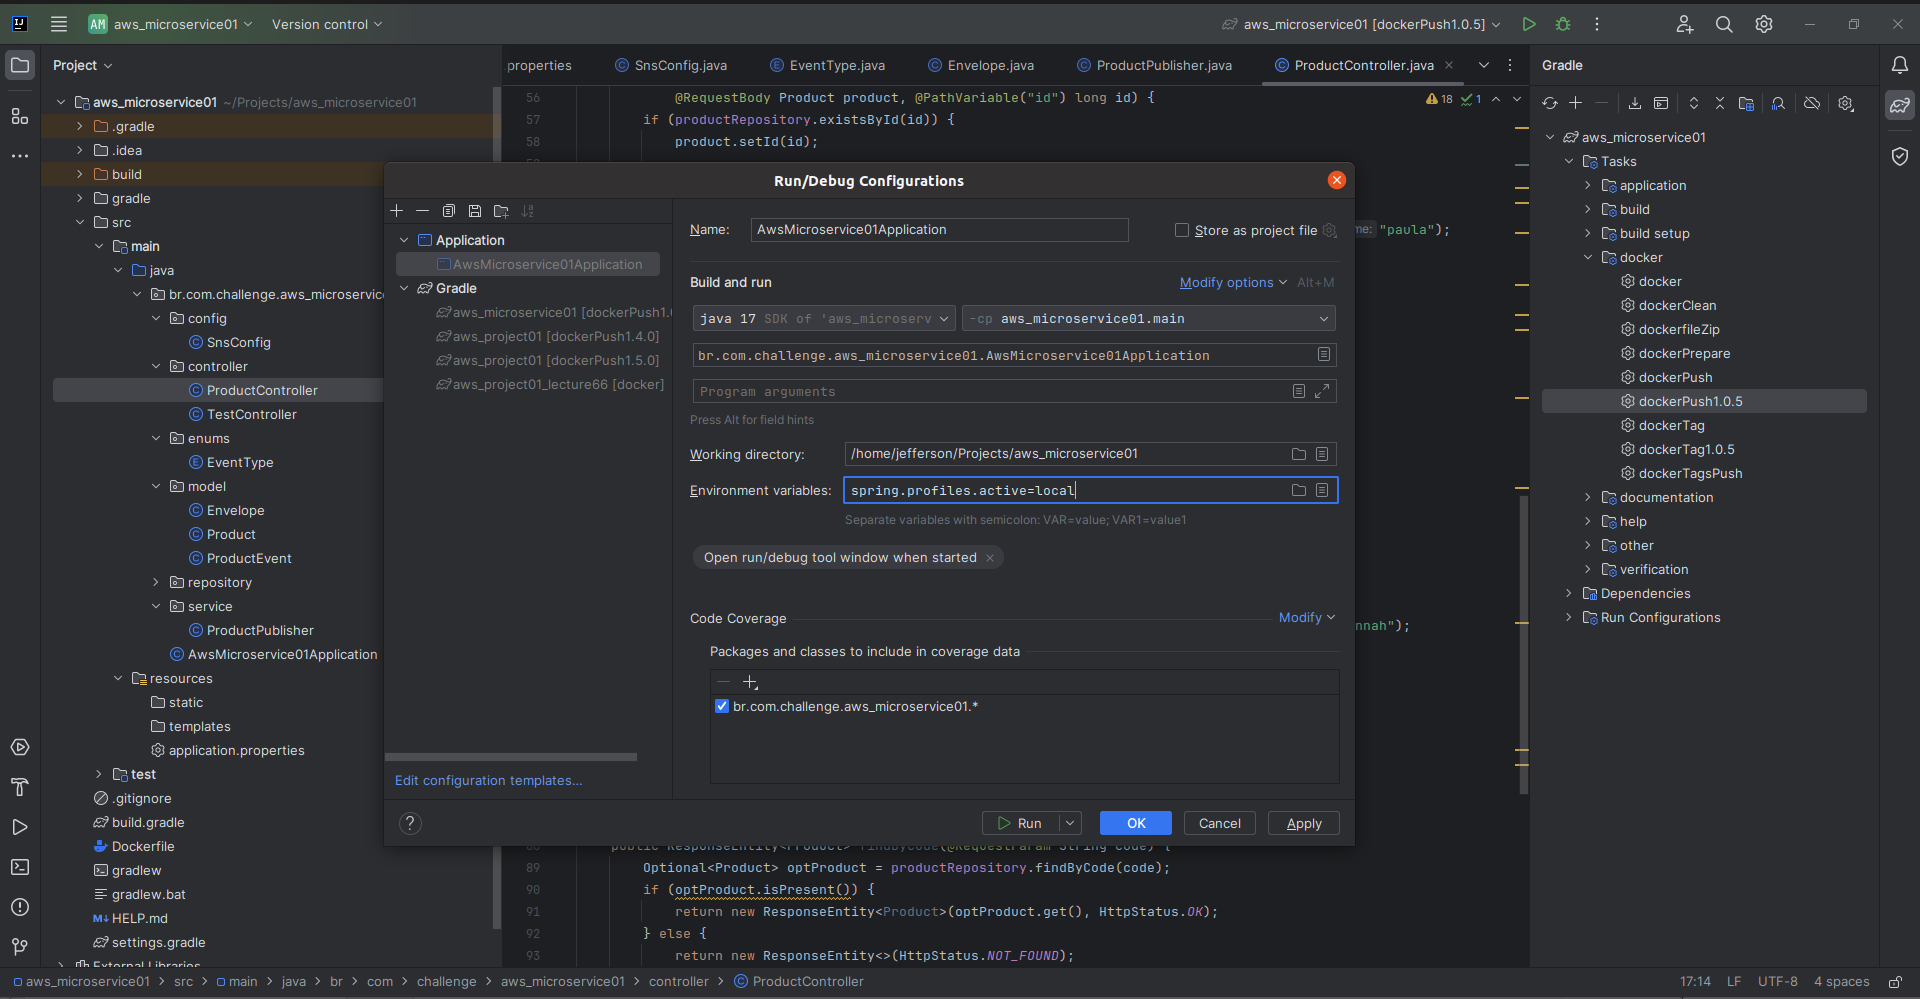 AM aws_microservice01 Version control aws_microservice01 [dockerPush1.0.5]
Project
aws_microservice01 ~/Projects/aws_microservice01
.gradle
.idea
build
gradle
src
main
java
br.com.challenge.aws_microservic
config
SnsConfig
controller
ProductController
TestController
enums
EventType
model
Envelope
Product
ProductEvent
repository
service
ProductPublisher
AwsMicroservice01Application
resources
static
templates
application.properties
test
.gitignore
build.gradle
Dockerfile
gradlew
gradlew.bat
HELP.md
settings.gradle
External Libraries
.properties SnsConfig.java EventType.java Envelope.java ProductPublisher.java ProductController.java
56 @RequestBody Product product, @PathVariable("id") long id) { 18 1
57 if (productRepository.existsById(id)) {
58 product.setId(id);
me: "paula");
nnah");
public ResponseEntity<Product> findByCode(@RequestParam String code) {
89 Optional<Product> optProduct = productRepository.findByCode(code);
90 if (optProduct.isPresent()) {
91 return new ResponseEntity<Product>(optProduct.get(), HttpStatus.OK);
92 } else {
93 return new ResponseEntity<>(HttpStatus.NOT_FOUND);
Run/Debug Configurations
Application
AwsMicroservice01Application
Gradle
aws_microservice01 [dockerPush1.
aws_project01 [dockerPush1.4.0]
aws_project01 [dockerPush1.5.0]
aws_project01_lecture66 [docker]
Edit configuration templates...
Name: AwsMicroservice01Application Store as project file
Build and run Modify options Alt+M
java 17 SDK of 'aws_microserv -cp aws_microservice01.main
br.com.challenge.aws_microservice01.AwsMicroservice01Application
Program arguments
Press Alt for field hints
Working directory: /home/jefferson/Projects/aws_microservice01
Environment variables: spring.profiles.active=local
Separate variables with semicolon: VAR=value; VAR1=value1
Open run/debug tool window when started
Code Coverage Modify
Packages and classes to include in coverage data
br.com.challenge.aws_microservice01.*
? Run OK Cancel Apply
Gradle
aws_microservice01
Tasks
application
build
build setup
docker
docker
dockerClean
dockerfileZip
dockerPrepare
dockerPush
dockerPush1.0.5
dockerTag
dockerTag1.0.5
dockerTagsPush
documentation
help
other
verification
Dependencies
Run Configurations
aws_microservice01 > src > main > java > br > com > challenge > aws_microservice01 > controller > ProductController 17:14 LF UTF-8 4 spaces